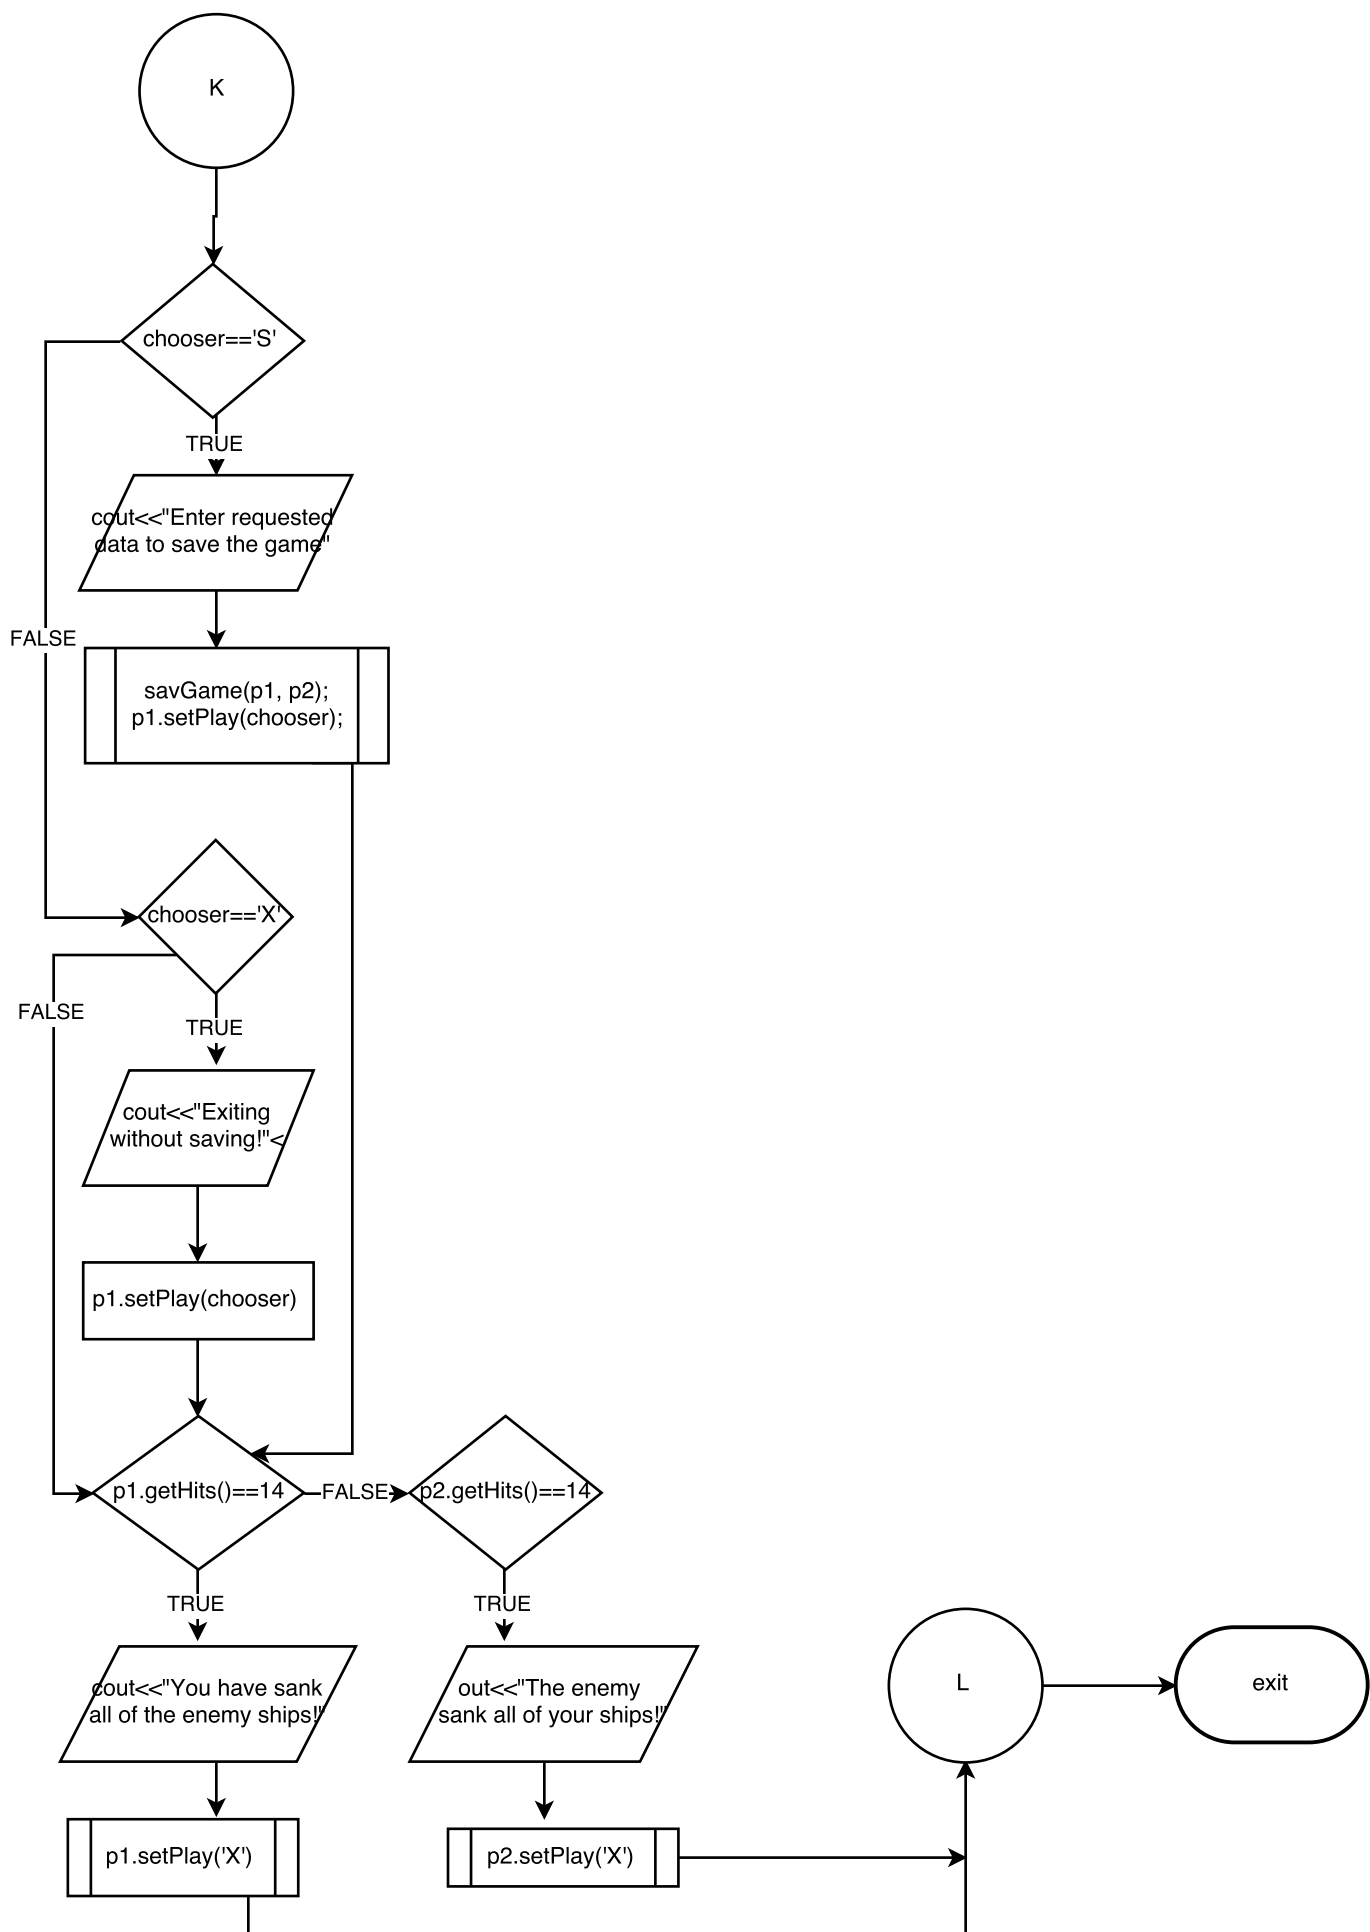 K
chooser=='S'
TRUE
cout<<"Enter requested
data to save the game"
FALSE
savGame(p1, p2);
p1.setPlay(chooser);
chooser=='X'
FALSE
TRUE
cout<<"Exiting
without saving!"<
p1.setPlay(chooser)
p1.getHits()==14
FALSE
p2.getHits()==14
TRUE
TRUE
cout<<"You have sank
all of the enemy ships!"
out<<"The enemy
sank all of your ships!"
L
exit
p1.setPlay('X')
p2.setPlay('X')